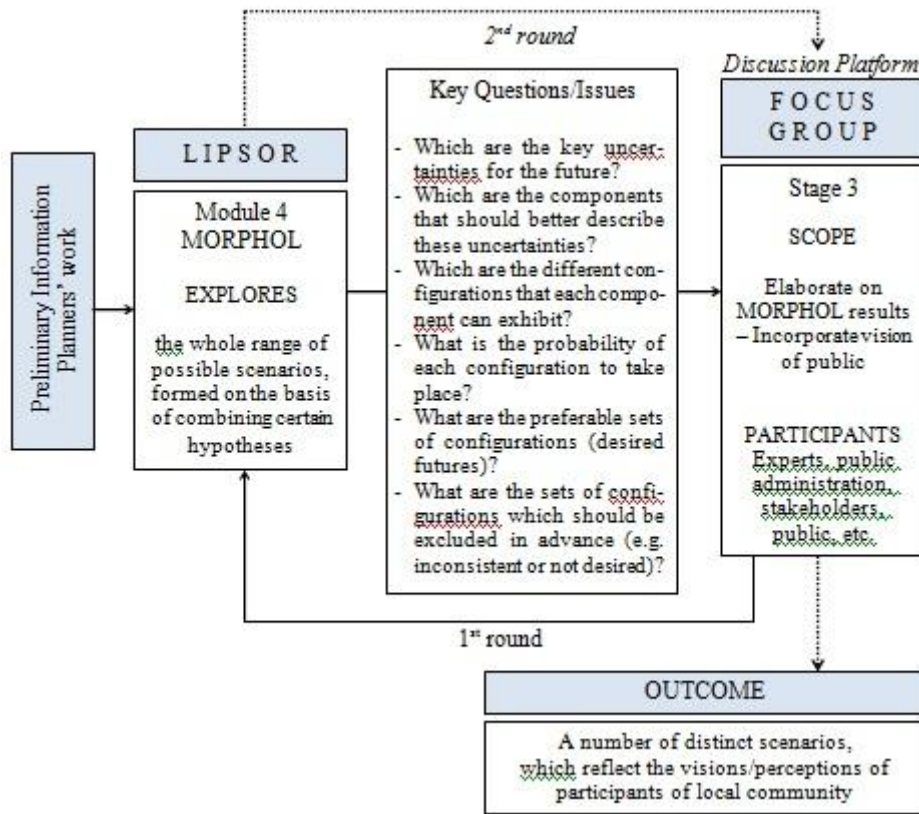 2nd round
Discussion Platform
Preliminary Information
Planners' work
L I P S O R
Module 4
MORPHOL
EXPLORES
the whole range of
possible scenarios,
formed on the basis
of combining certain
hypotheses
Key Questions/Issues
- Which are the key uncer-
tainties for the future?
- Which are the components
that should better describe
these uncertainties?
- Which are the different con-
figurations that each compo-
nent can exhibit?
- What is the probability of
each configuration to take
place?
- What are the preferable sets
of configurations (desired
futures)?
- What are the sets of confi-
gurations which should be
excluded in advance (e.g.
inconsistent or not desired)?
F O C U S
G R O U P
Stage 3
SCOPE
Elaborate on
MORPHOL results
– Incorporate vision
of public
PARTICIPANTS
Experts, public
administration,
stakeholders,
public, etc.
1st round
OUTCOME
A number of distinct scenarios,
which reflect the visions/perceptions of
participants of local community